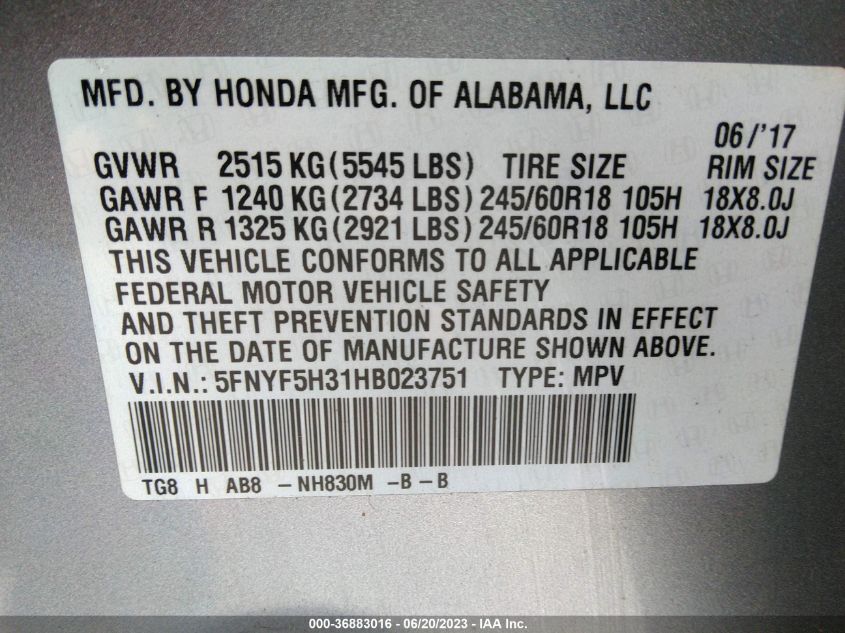 MFD. BY HONDA MFG. OF ALABAMA, LLC
06/'17
GVWR 2515 KG (5545 LBS) TIRE SIZE RIM SIZE
GAWR F 1240 KG (2734 LBS) 245/60R18 105H 18X8.0J
GAWR R 1325 KG (2921 LBS) 245/60R18 105H 18X8.0J
THIS VEHICLE CONFORMS TO ALL APPLICABLE
FEDERAL MOTOR VEHICLE SAFETY
AND THEFT PREVENTION STANDARDS IN EFFECT
ON THE DATE OF MANUFACTURE SHOWN ABOVE.
V.I.N.: 5FNYF5H31HB023751 TYPE: MPV
TG8 H AB8 -NH830M -B -B
000-36883016 - 06/20/2023 - IAA Inc.